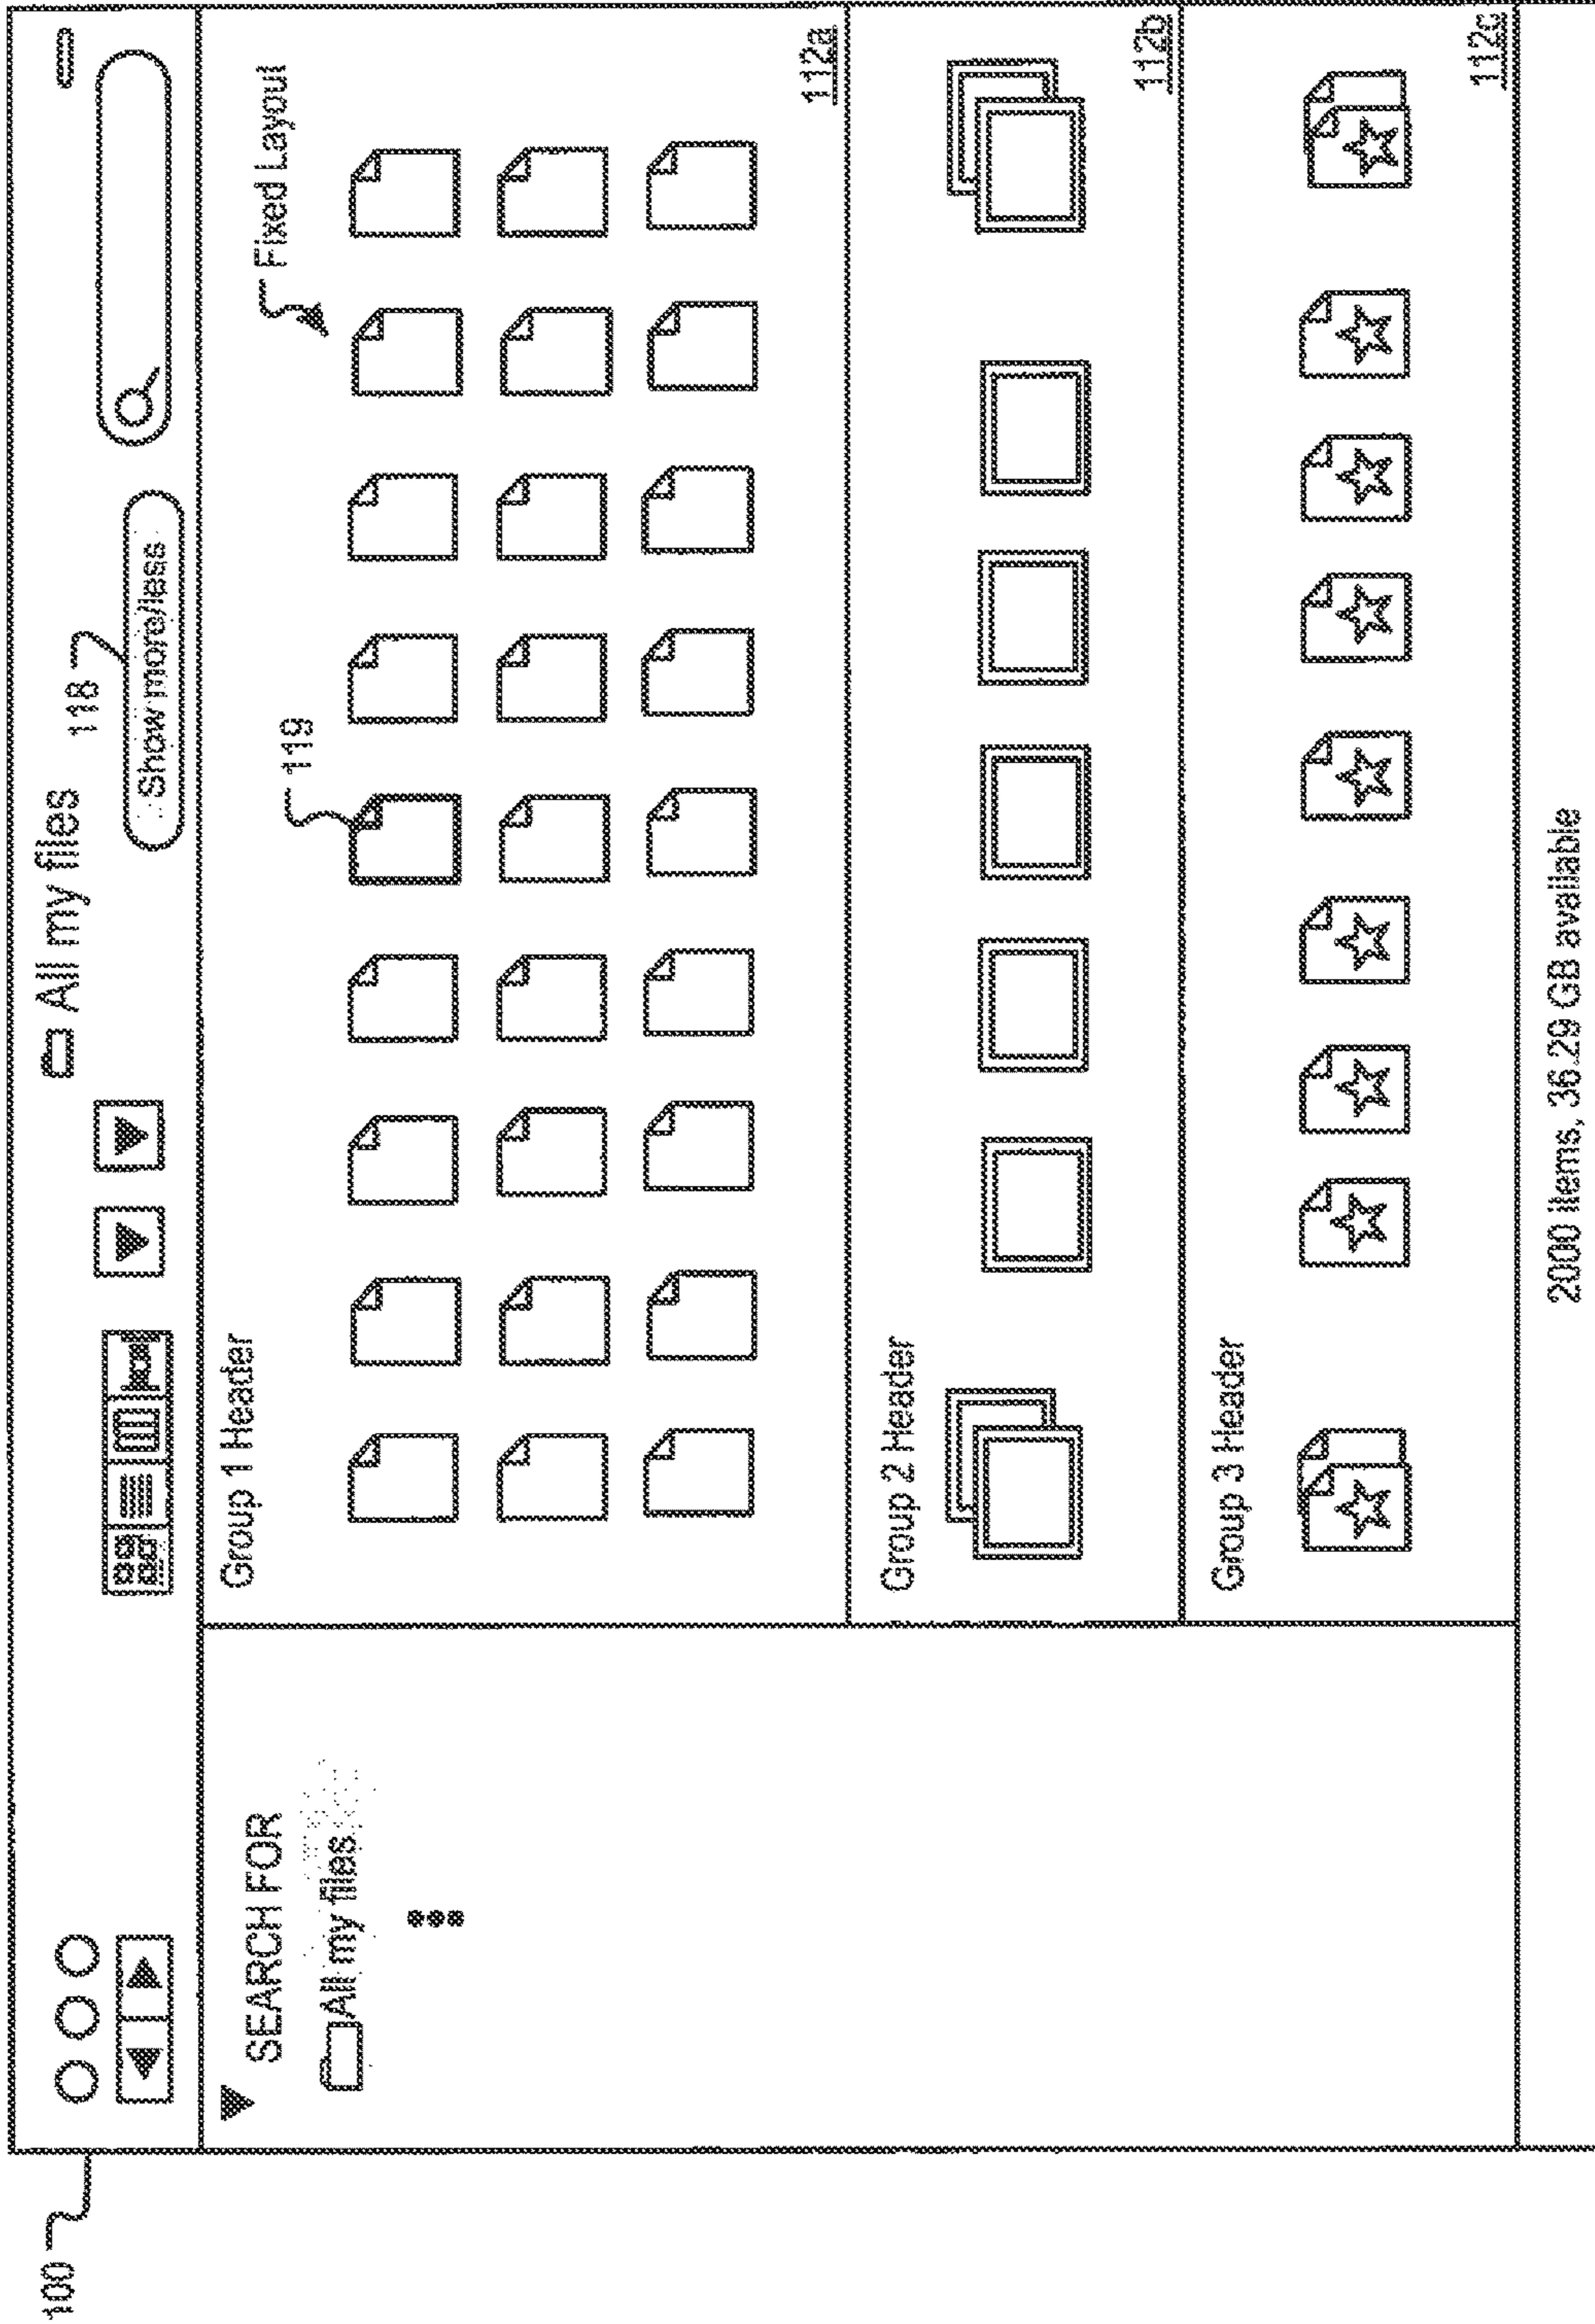 100
All my files
118
Show more/less
SEARCH FOR
All my files
Group 1 Header
119
Fixed Layout
112a
Group 2 Header
112b
Group 3 Header
112c
2000 items, 36.29 GB available